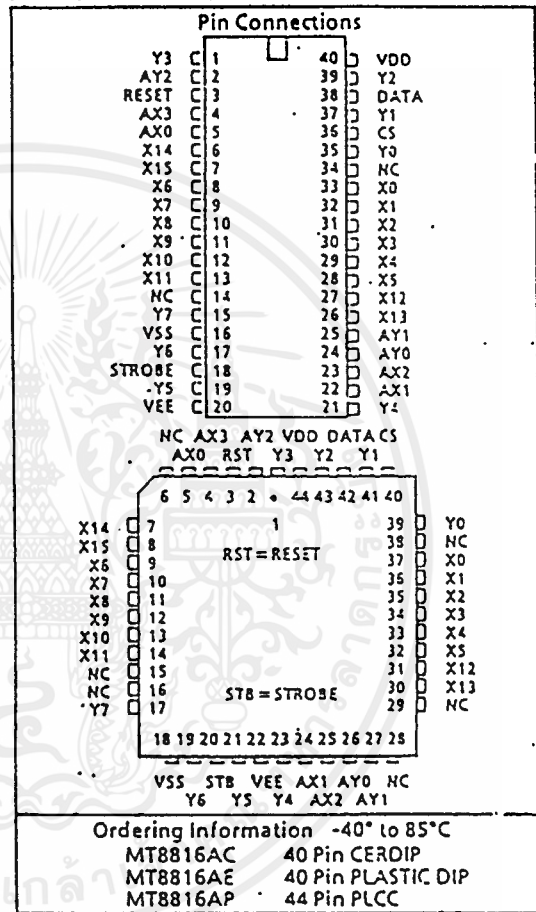 Pin Connections
Y3 1 40 VDD
AY2 2 39 Y2
RESET 3 38 DATA
AX3 4 37 Y1
AX0 5 36 CS
X14 6 35 Y0
X15 7 34 NC
X6 8 33 X0
X7 9 32 X1
X8 10 31 X2
X9 11 30 X3
X10 12 29 X4
X11 13 28 X5
NC 14 27 X12
Y7 15 26 X13
VSS 16 25 AY1
Y6 17 24 AY0
STROBE 18 23 AX2
Y5 19 22 AX1
VEE 20 21 Y4
NC AX3 AY2 VDD DATA CS
AX0 RST Y3 Y2 Y1
6 5 4 3 2 • 44 43 42 41 40
X14 7 1 39 Y0
X15 8 38 NC
X6 9 RST = RESET 37 X0
X7 10 36 X1
X8 11 35 X2
X9 12 34 X3
X10 13 33 X4
X11 14 32 X5
NC 15 31 X12
NC 16 STB = STROBE 30 X13
Y7 17 29 NC
18 19 20 21 22 23 24 25 26 27 28
VSS STB VEE AX1 AY0 NC
Y6 Y5 Y4 AX2 AY1
Ordering Information -40° to 85°C
MT8816AC 40 Pin CERDIP
MT8816AE 40 Pin PLASTIC DIP
MT8816AP 44 Pin PLCC